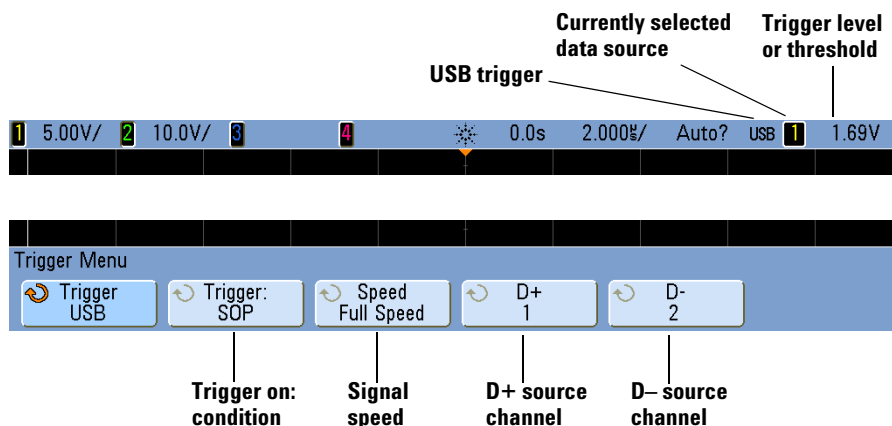 Currently selected
data source
Trigger level
or threshold
USB trigger
1 5.00V/ 2 10.0V/ 3 4 0.0s 2.000µs/ Auto? USB 1 1.69V
Trigger Menu
Trigger
USB
Trigger:
SOP
Speed
Full Speed
D+
1
D-
2
Trigger on:
condition
Signal
speed
D+ source
channel
D– source
channel